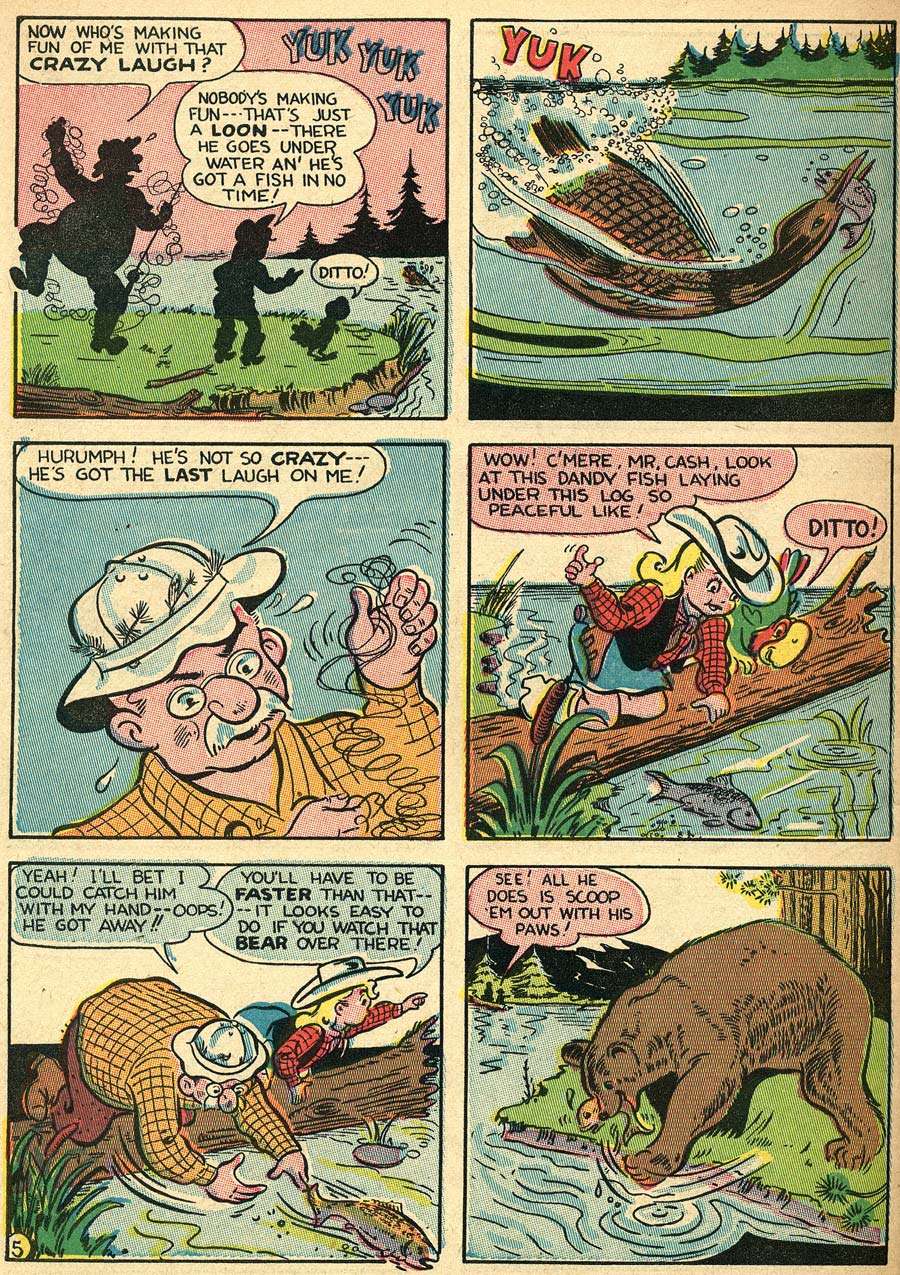 NOW WHO'S MAKING
FUN OF ME WITH THAT
CRAZY LAUGH?
YUK YUK
YUK
NOBODY'S MAKING
FUN---THAT'S JUST
A LOON--THERE
HE GOES UNDER
WATER AN' HE'S
GOT A FISH IN NO
TIME!
DITTO!
YUK
HURUMPH! HE'S NOT SO CRAZY---
HE'S GOT THE LAST LAUGH ON ME!
WOW! C'MERE, MR. CASH, LOOK
AT THIS DANDY FISH LAYING
UNDER THIS LOG SO
PEACEFUL LIKE!
DITTO!
YEAH! I'LL BET I
COULD CATCH HIM
WITH MY HAND--OOPS!
HE GOT AWAY!!
YOU'LL HAVE TO BE
FASTER THAN THAT--
--IT LOOKS EASY TO
DO IF YOU WATCH THAT
BEAR OVER THERE!
SEE! ALL HE
DOES IS SCOOP
'EM OUT WITH HIS
PAWS!
5